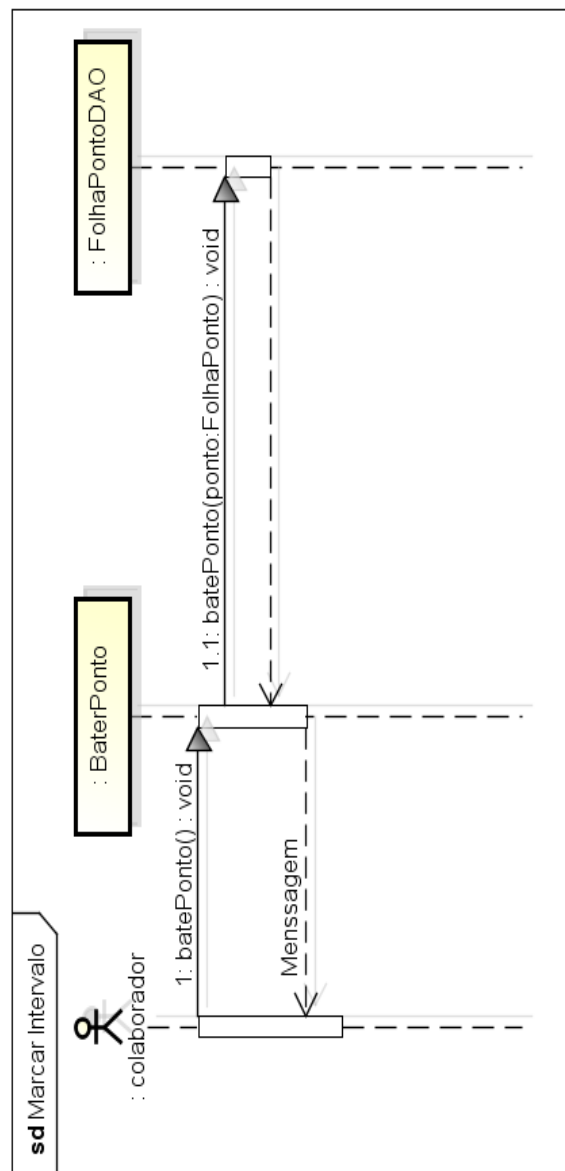 sd Marcar Intervalo
: colaborador
: BaterPonto
: FolhaPontoDAO
1: batePonto() : void
1.1: batePonto(ponto:FolhaPonto) : void
Menssagem